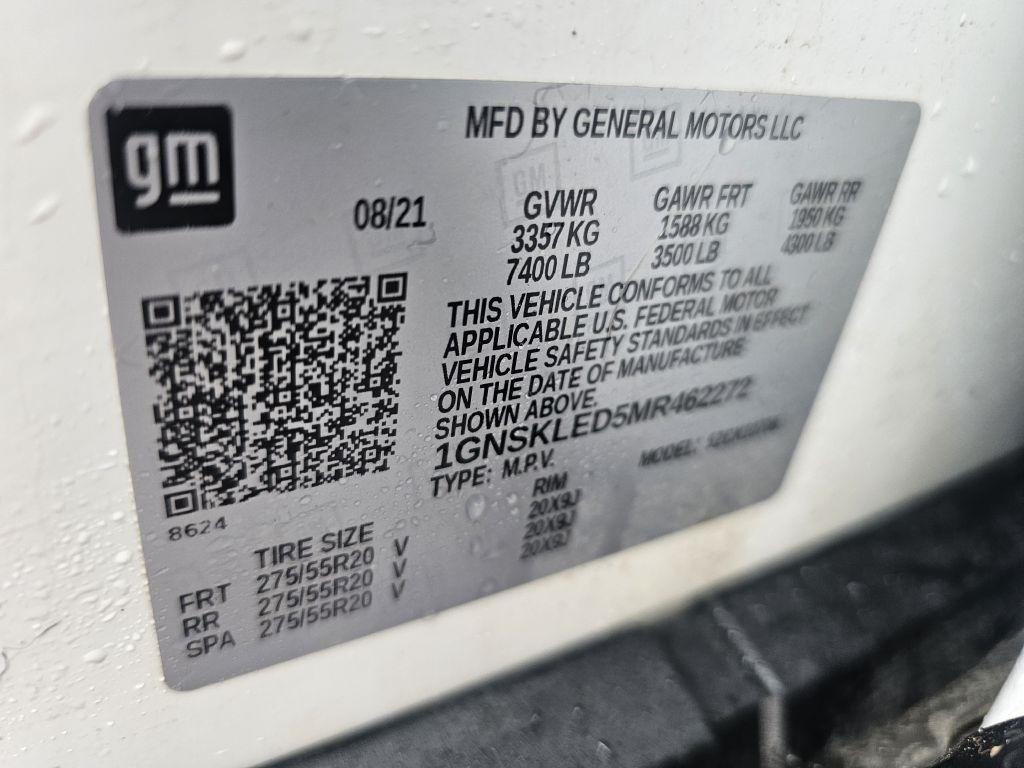 gm
MFD BY GENERAL MOTORS LLC
08/21
GVWR GAWR FRT GAWR RR
3357 KG 1588 KG 1950 KG
7400 LB 3500 LB 4300 LB
THIS VEHICLE CONFORMS TO ALL
APPLICABLE U.S. FEDERAL MOTOR
VEHICLE SAFETY STANDARDS IN EFFECT
ON THE DATE OF MANUFACTURE
SHOWN ABOVE.
1GNSKLED5MR462272
TYPE: M.P.V. MODEL:
8624
TIRE SIZE RIM
FRT 275/55R20 V 20X9J
RR 275/55R20 V 20X9J
SPA 275/55R20 V 20X9J